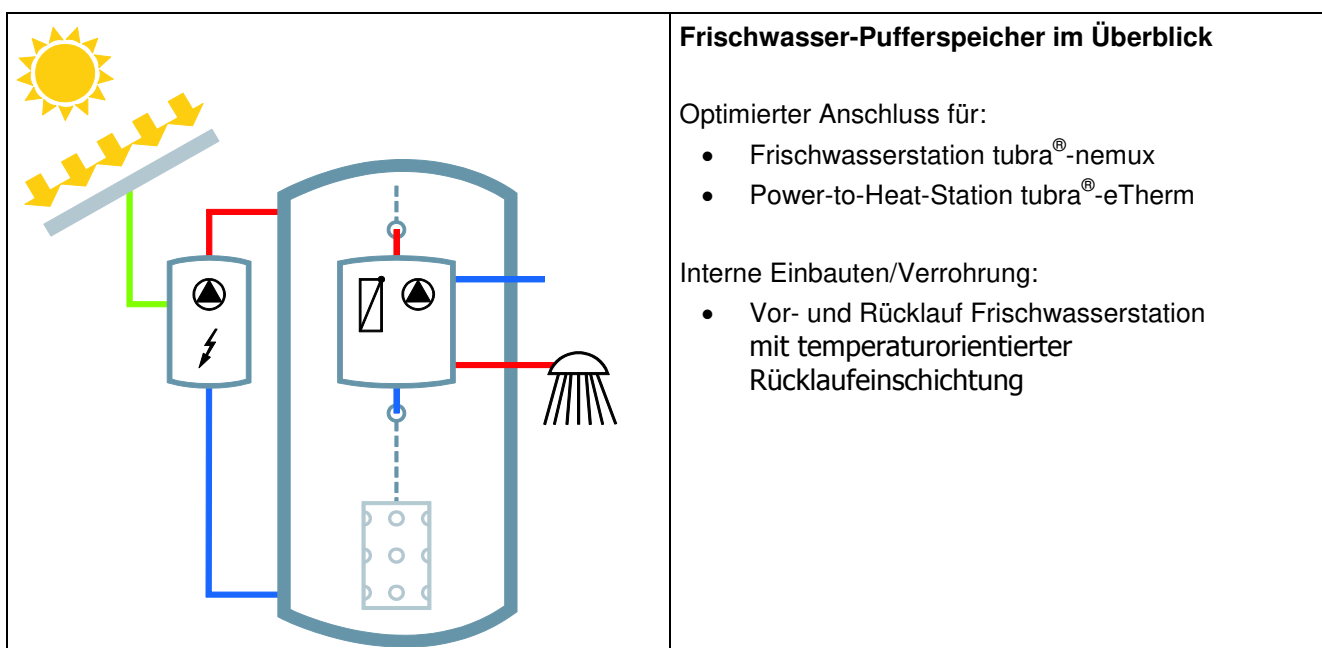 Frischwasser-Pufferspeicher im Überblick
Optimierter Anschluss für:
• Frischwasserstation tubra®-nemux
• Power-to-Heat-Station tubra®-eTherm
Interne Einbauten/Verrohrung:
• Vor- und Rücklauf Frischwasserstation
mit temperaturorientierter
Rücklaufeinschichtung